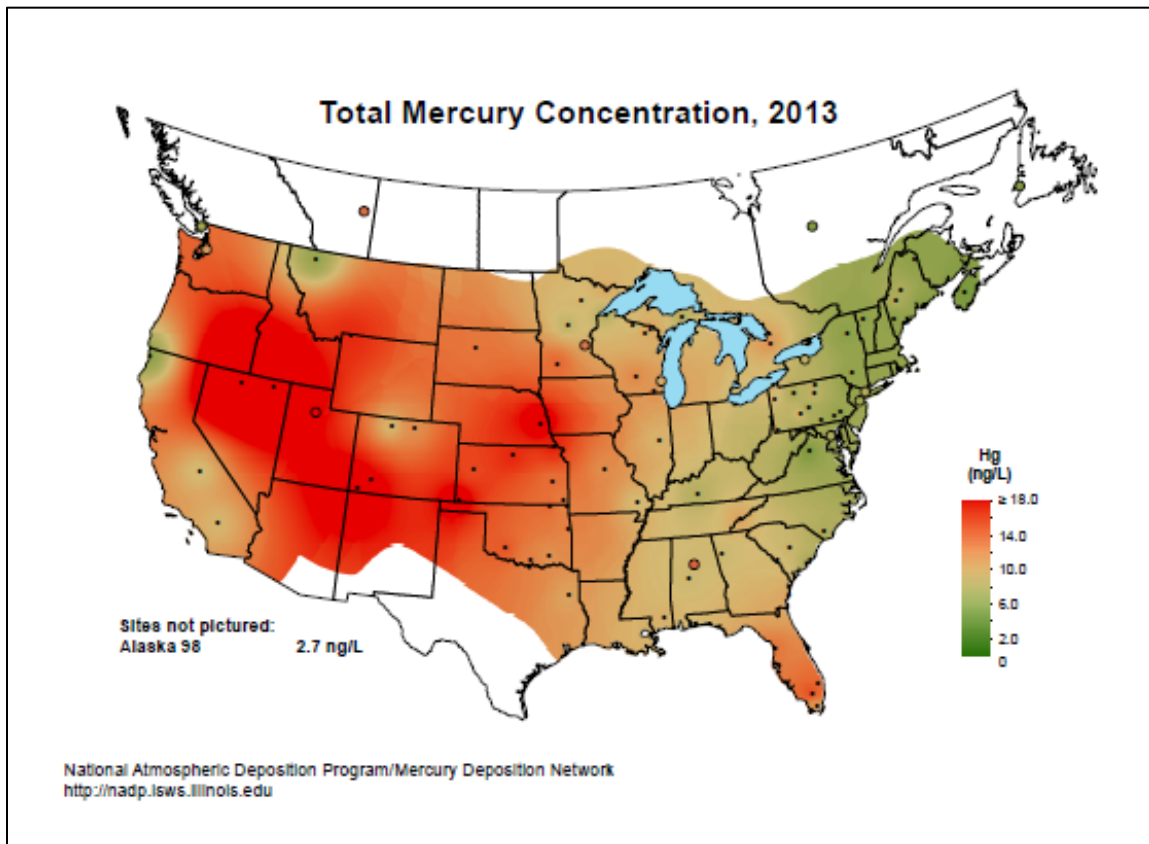 Total Mercury Concentration, 2013
Hg
(ng/L)
≥ 18.0
14.0
10.0
6.0
2.0
0
Sites not pictured:
Alaska 98 2.7 ng/L
National Atmospheric Deposition Program/Mercury Deposition Network
http://nadp.isws.illinois.edu